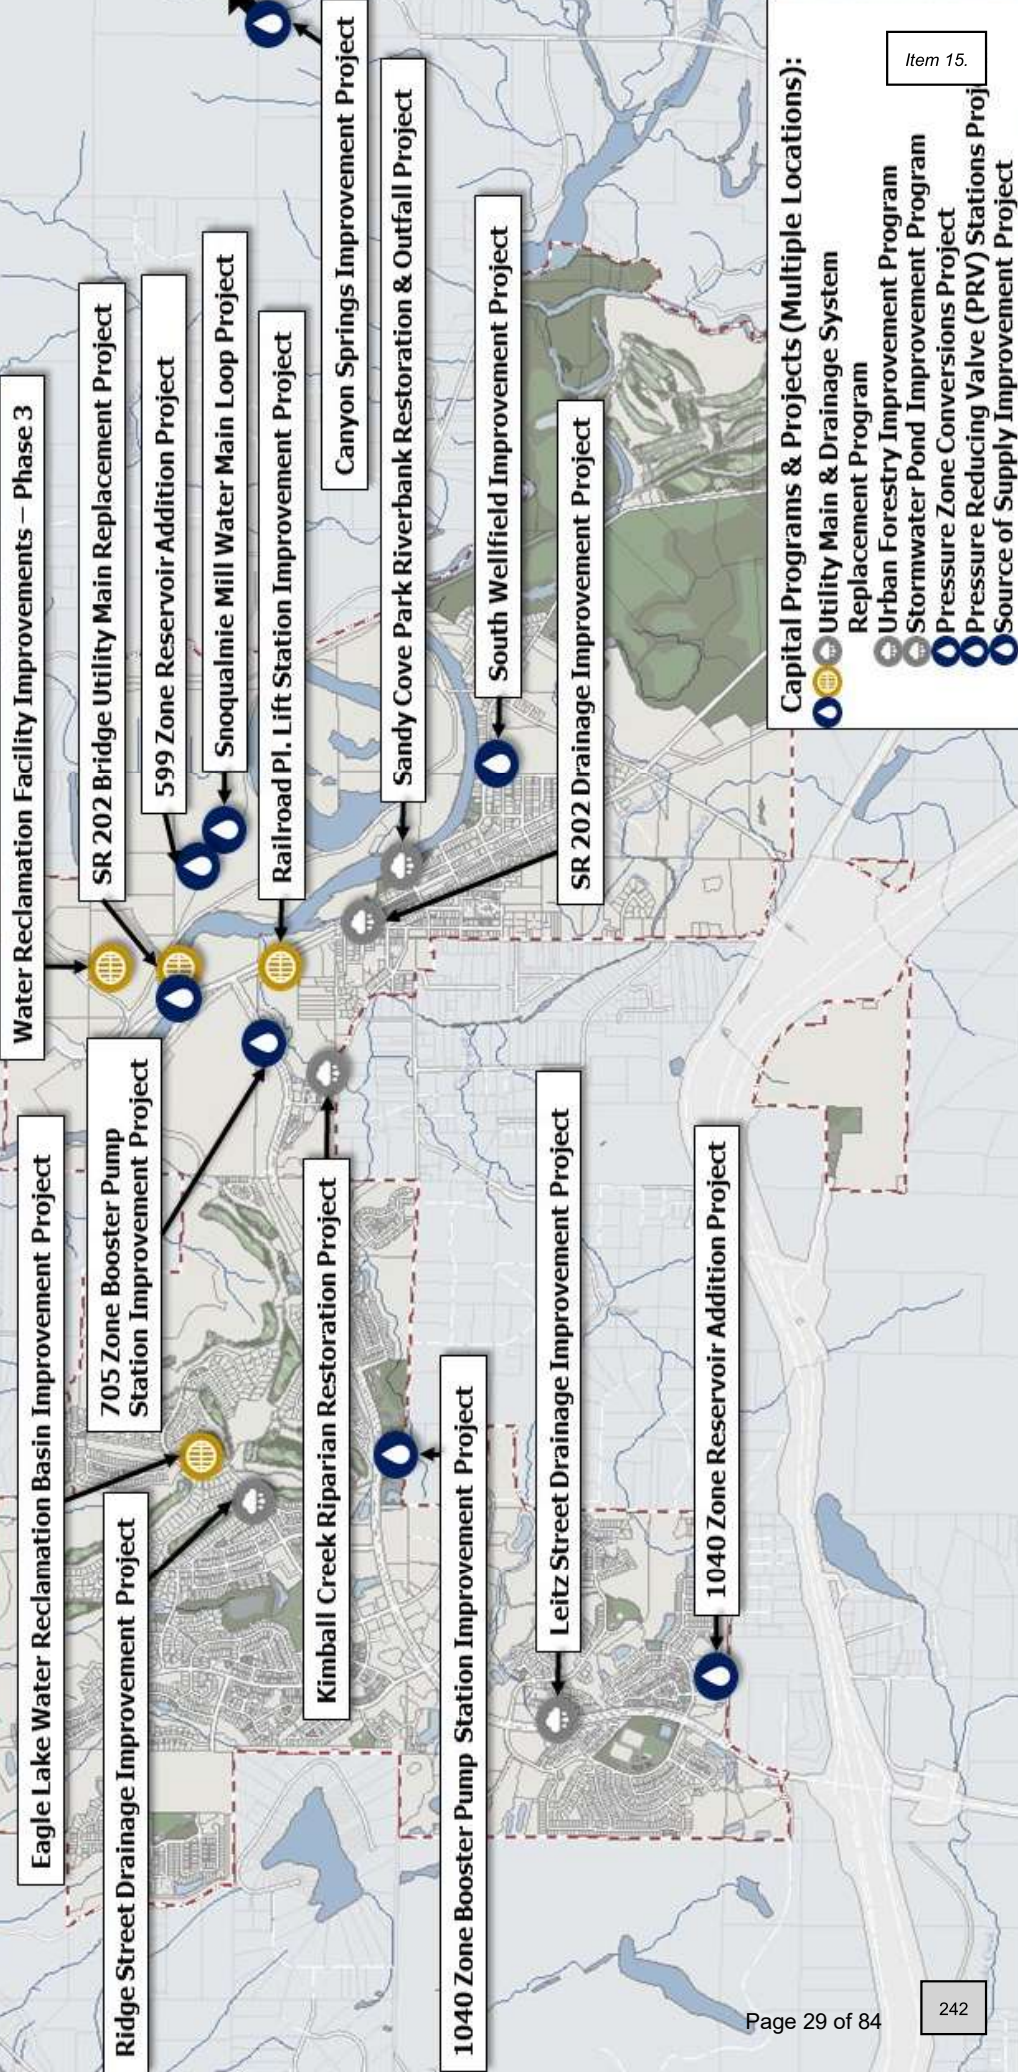 Water Reclamation Facility Improvements – Phase 3
SR 202 Bridge Utility Main Replacement Project
599 Zone Reservoir Addition Project
Snoqualmie Mill Water Main Loop Project
Railroad Pl. Lift Station Improvement Project
Canyon Springs Improvement Project
Sandy Cove Park Riverbank Restoration & Outfall Project
South Wellfield Improvement Project
SR 202 Drainage Improvement Project
Eagle Lake Water Reclamation Basin Improvement Project
705 Zone Booster Pump
Station Improvement Project
Ridge Street Drainage Improvement Project
Kimball Creek Riparian Restoration Project
1040 Zone Booster Pump Station Improvement Project
Leitz Street Drainage Improvement Project
1040 Zone Reservoir Addition Project
Capital Programs & Projects (Multiple Locations):
Utility Main & Drainage System
Replacement Program
Urban Forestry Improvement Program
Stormwater Pond Improvement Program
Pressure Zone Conversions Project
Pressure Reducing Valve (PRV) Stations Proj
Source of Supply Improvement Project
Item 15.
Page 29 of 84
242